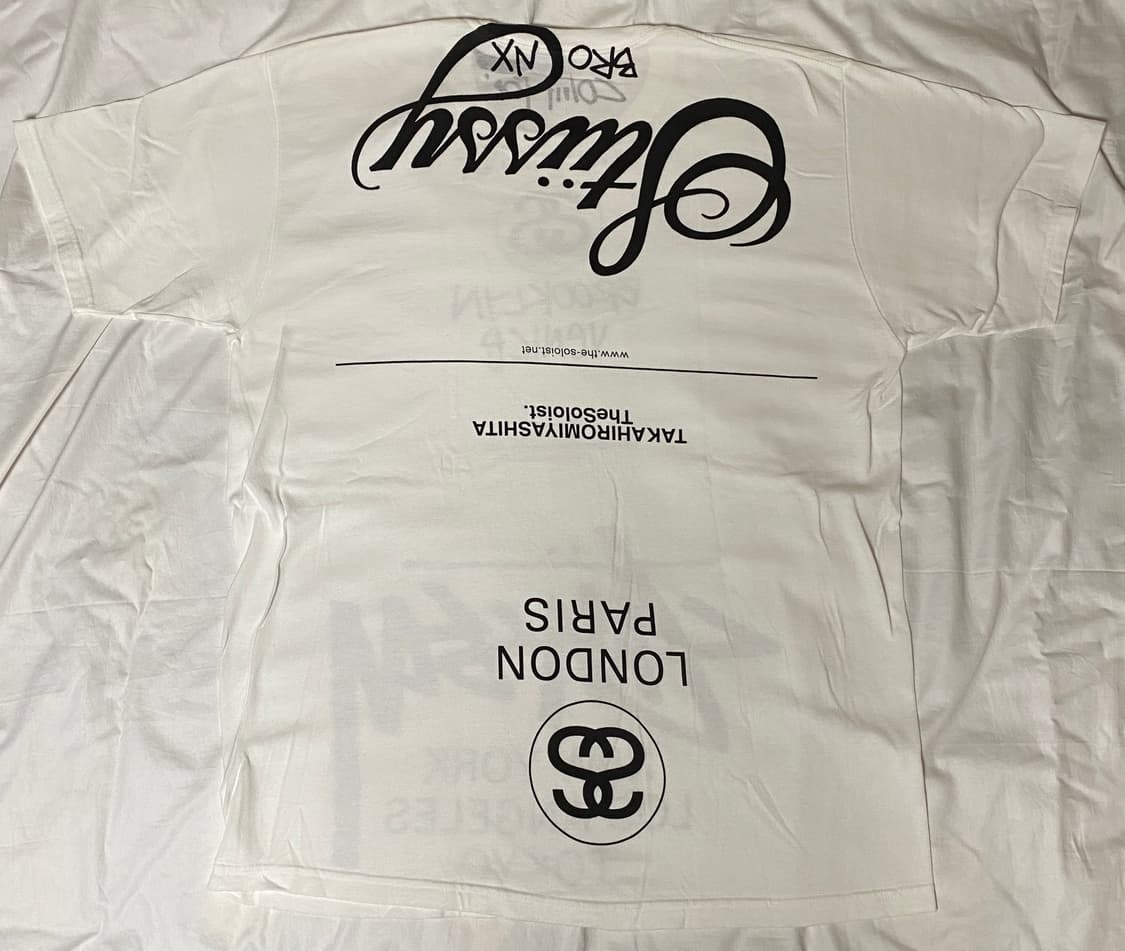 LONDON
PARIS
TAKAHIROMIYASHITA
TheSoloist.
www.the-soloist.net
Stüssy
BRONX